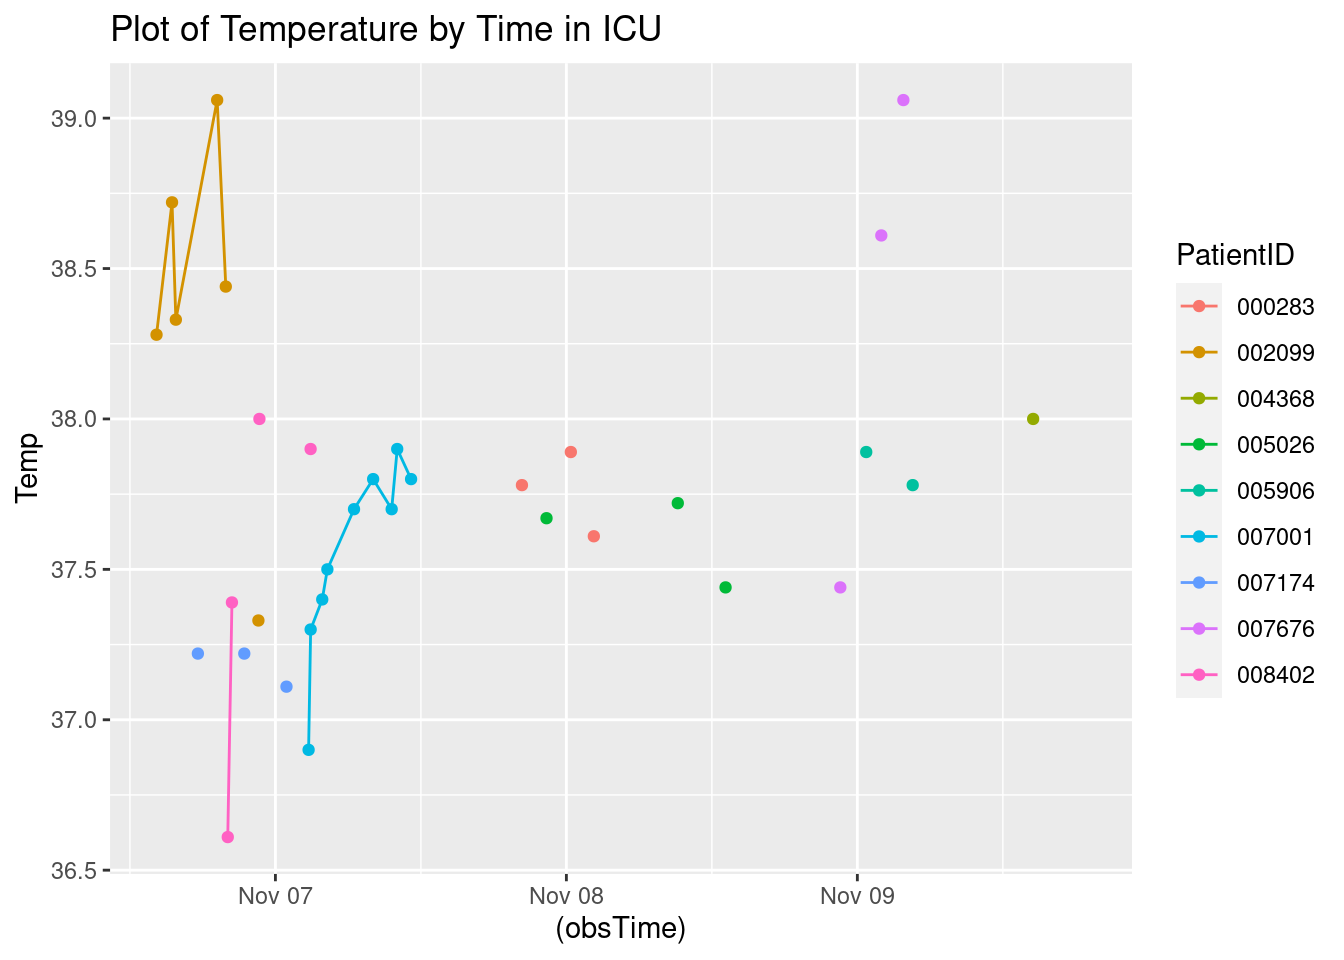 Plot of Temperature by Time in ICU
Temp
39.0
38.5
38.0
37.5
37.0
36.5
Nov 07
Nov 08
Nov 09
(obsTime)
PatientID
000283
002099
004368
005026
005906
007001
007174
007676
008402